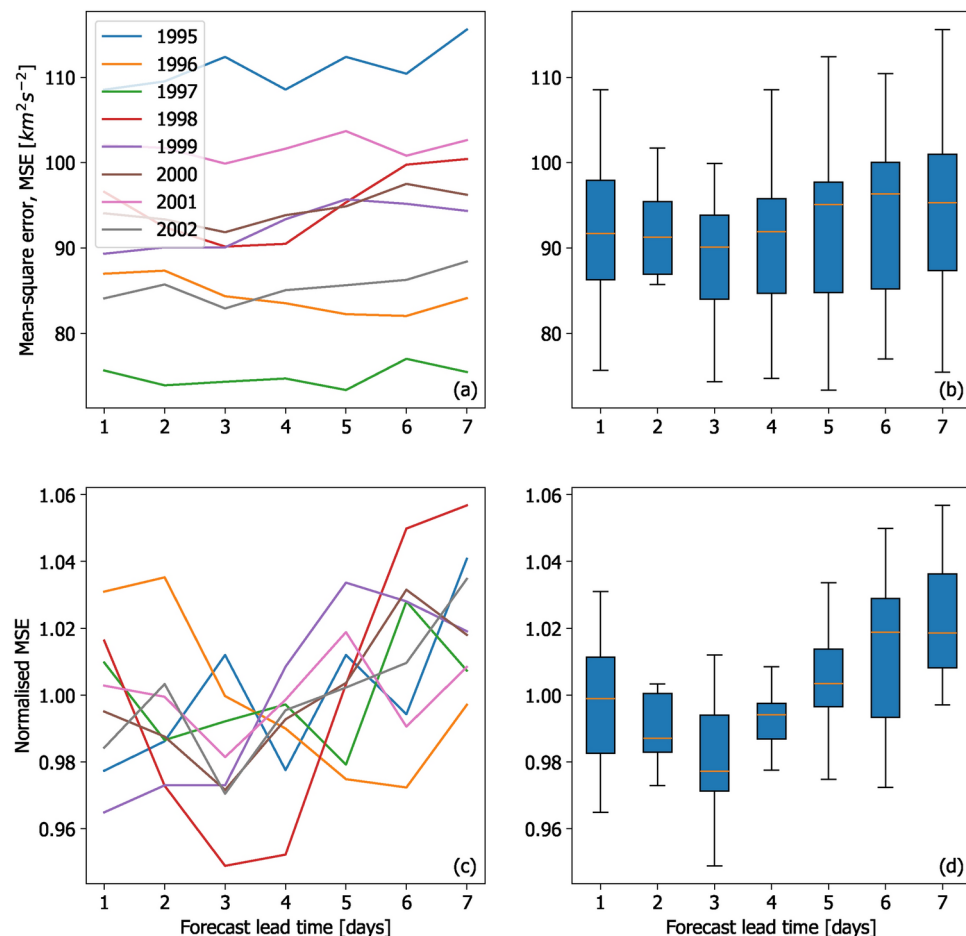 110
100
90
80
Mean-square error, MSE [km²s⁻²]
1995
1996
1997
1998
1999
2000
2001
2002
(a)
1 2 3 4 5 6 7
110
100
90
80
(b)
1 2 3 4 5 6 7
1.06
1.04
1.02
1.00
0.98
0.96
Normalised MSE
(c)
1 2 3 4 5 6 7
Forecast lead time [days]
1.06
1.04
1.02
1.00
0.98
0.96
(d)
1 2 3 4 5 6 7
Forecast lead time [days]